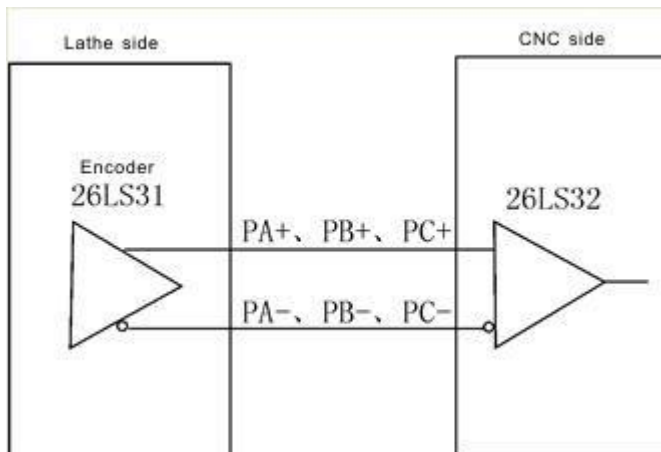 Lathe side
CNC side
Encoder
26LS31
26LS32
PA+、PB+、PC+
PA-、PB-、PC-